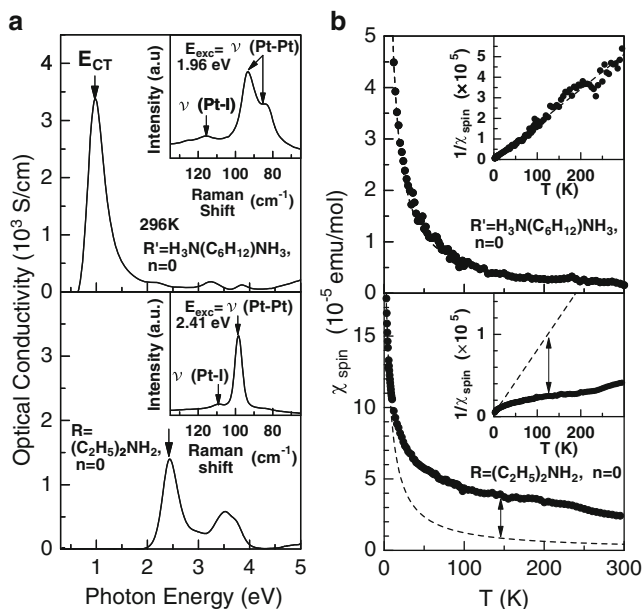 a
b
Optical Conductivity (10³ S/cm)
4
3
2
1
0
E_CT
296K
R'=H₃N(C₆H₁₂)NH₃,
n=0
Intensity (a.u)
E_exc=
1.96 eV
ν (Pt-Pt)
ν (Pt-I)
120 100 80
Raman Shift (cm⁻¹)
3
2
1
0
R=
(C₂H₅)₂NH₂,
n=0
Intensity (a.u.)
E_exc=
2.41 eV
ν (Pt-Pt)
ν (Pt-I)
120 100 80
Raman shift (cm⁻¹)
1 2 3 4 5
Photon Energy (eV)
χ spin (10⁻⁵ emu/mol)
5
4
3
2
1
0
1/χspin (×10⁵)
5
4
3
2
1
0
0 100 200
T (K)
R'=H₃N(C₆H₁₂)NH₃,
n=0
15
10
5
0
1/χspin (×10⁵)
1
0
0 100 200
T (K)
R=(C₂H₅)₂NH₂, n=0
0 100 200 300
T (K)